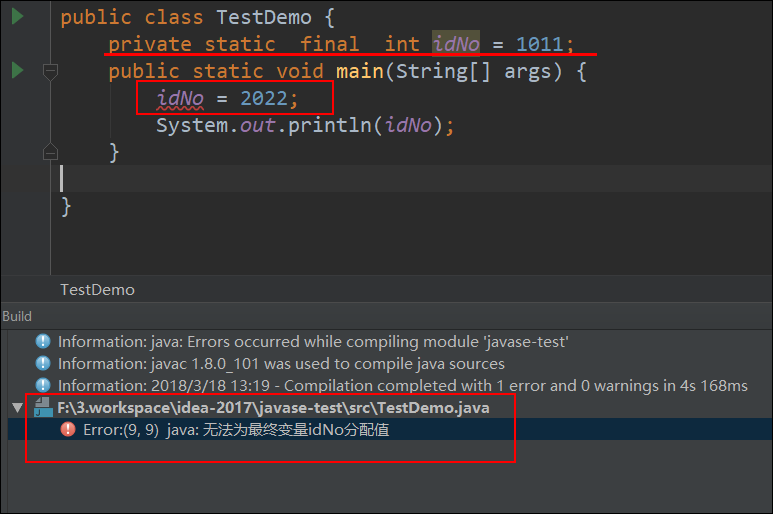 public class TestDemo {
private static final int idNo = 1011;
public static void main(String[] args) {
idNo = 2022;
System.out.println(idNo);
}
}
TestDemo
Build
Information: java: Errors occurred while compiling module 'javase-test'
Information: javac 1.8.0_101 was used to compile java sources
Information: 2018/3/18 13:19 - Compilation completed with 1 error and 0 warnings in 4s 168ms
F:\3.workspace\idea-2017\javase-test\src\TestDemo.java
Error:(9, 9) java: 无法为最终变量idNo分配值